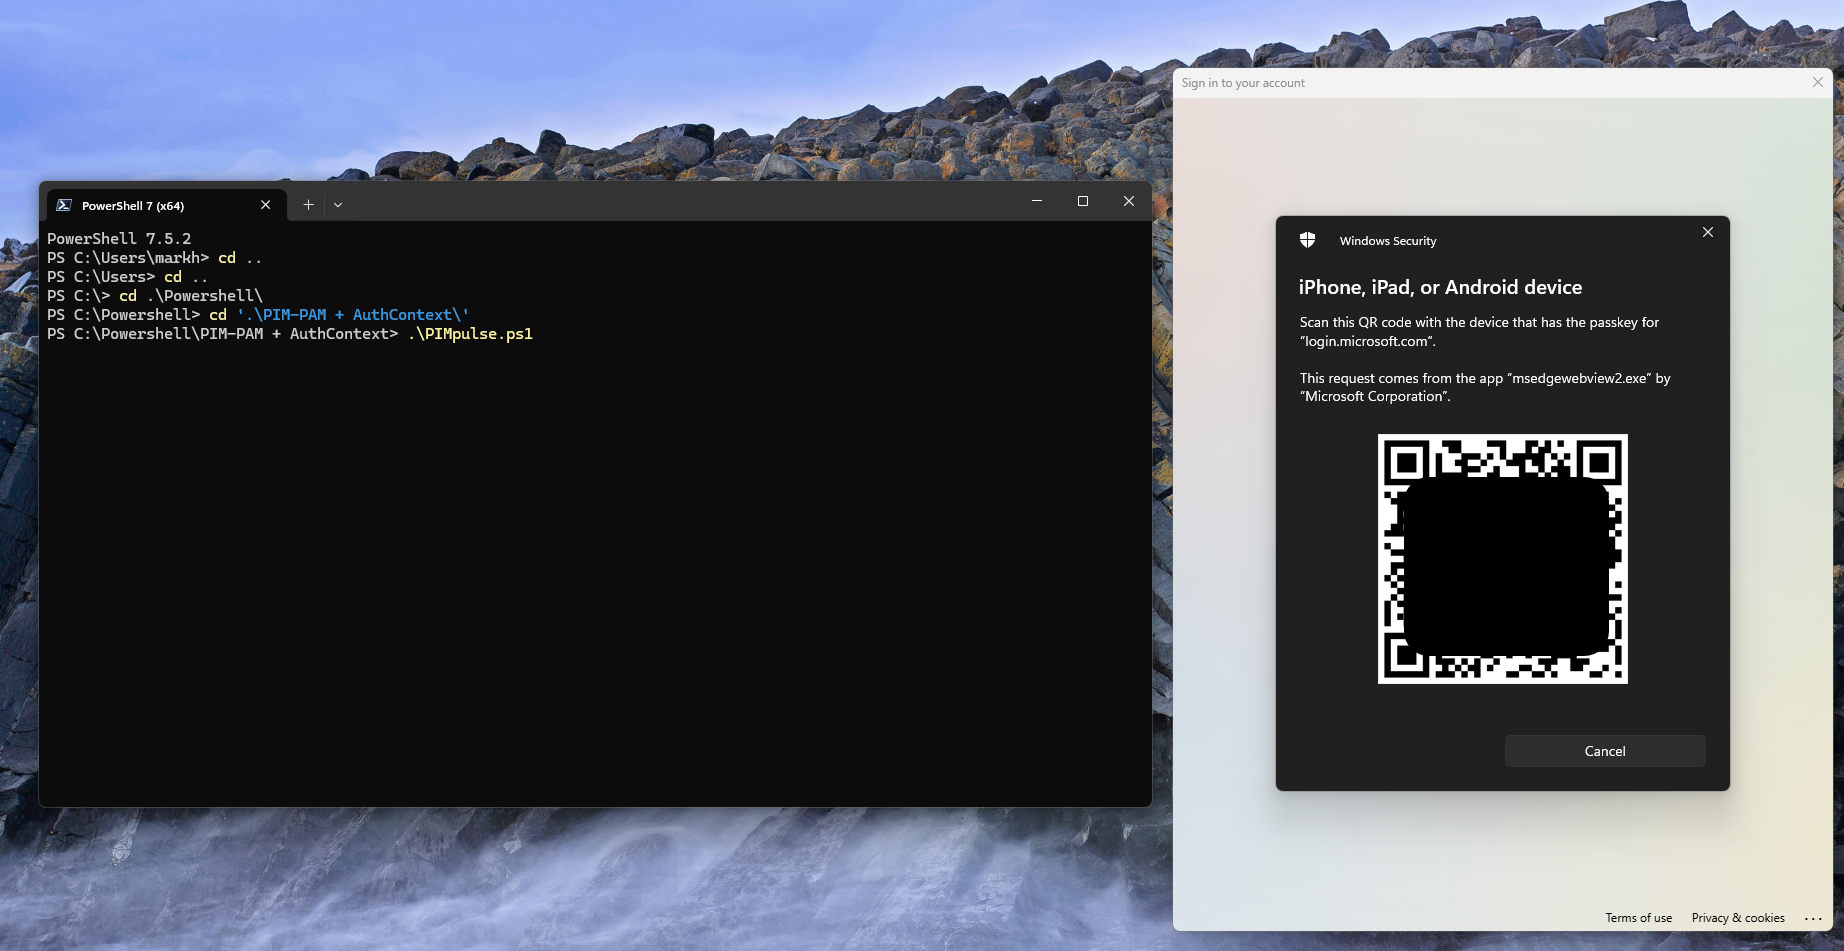 PowerShell 7 (x64)
PowerShell 7.5.2
PS C:\Users\markh> cd ..
PS C:\Users> cd ..
PS C:\> cd .\Powershell\
PS C:\Powershell> cd '.\PIM-PAM + AuthContext\'
PS C:\Powershell\PIM-PAM + AuthContext> .\PIMpulse.ps1
Sign in to your account
Windows Security
iPhone, iPad, or Android device
Scan this QR code with the device that has the passkey for
"login.microsoft.com".
This request comes from the app "msedgewebview2.exe" by
"Microsoft Corporation".
Cancel
Terms of use Privacy & cookies ...